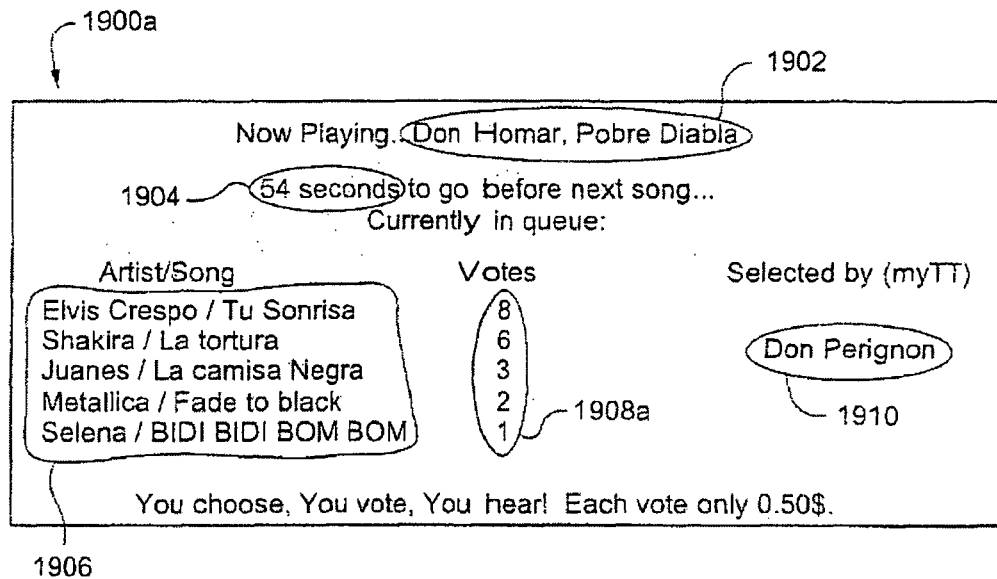 1900a
1902
Now Playing...Don Homar, Pobre Diabla
1904
54 seconds to go before next song...
Currently in queue:
Artist/Song Votes Selected by (myTT)
Elvis Crespo / Tu Sonrisa 8
Shakira / La tortura 6
Don Perignon
Juanes / La camisa Negra 3
Metallica / Fade to black 2
1908a
1910
Selena / BIDI BIDI BOM BOM 1
You choose, You vote, You hear! Each vote only 0.50$.
1906